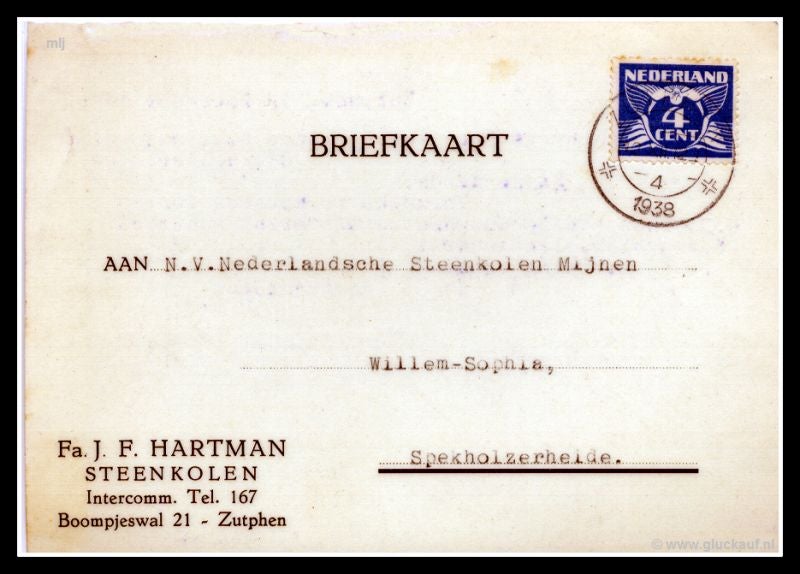 mlj
NEDERLAND
4
CENT
4
1938
BRIEFKAART
AAN N.V.Nederlandsche Steenkolen Mijnen
Willem-Sophia,
Spekholzerheide.
Fa. J. F. HARTMAN
STEENKOLEN
Intercomm. Tel. 167
Boompjeswal 21 - Zutphen
© www.gluckauf.nl